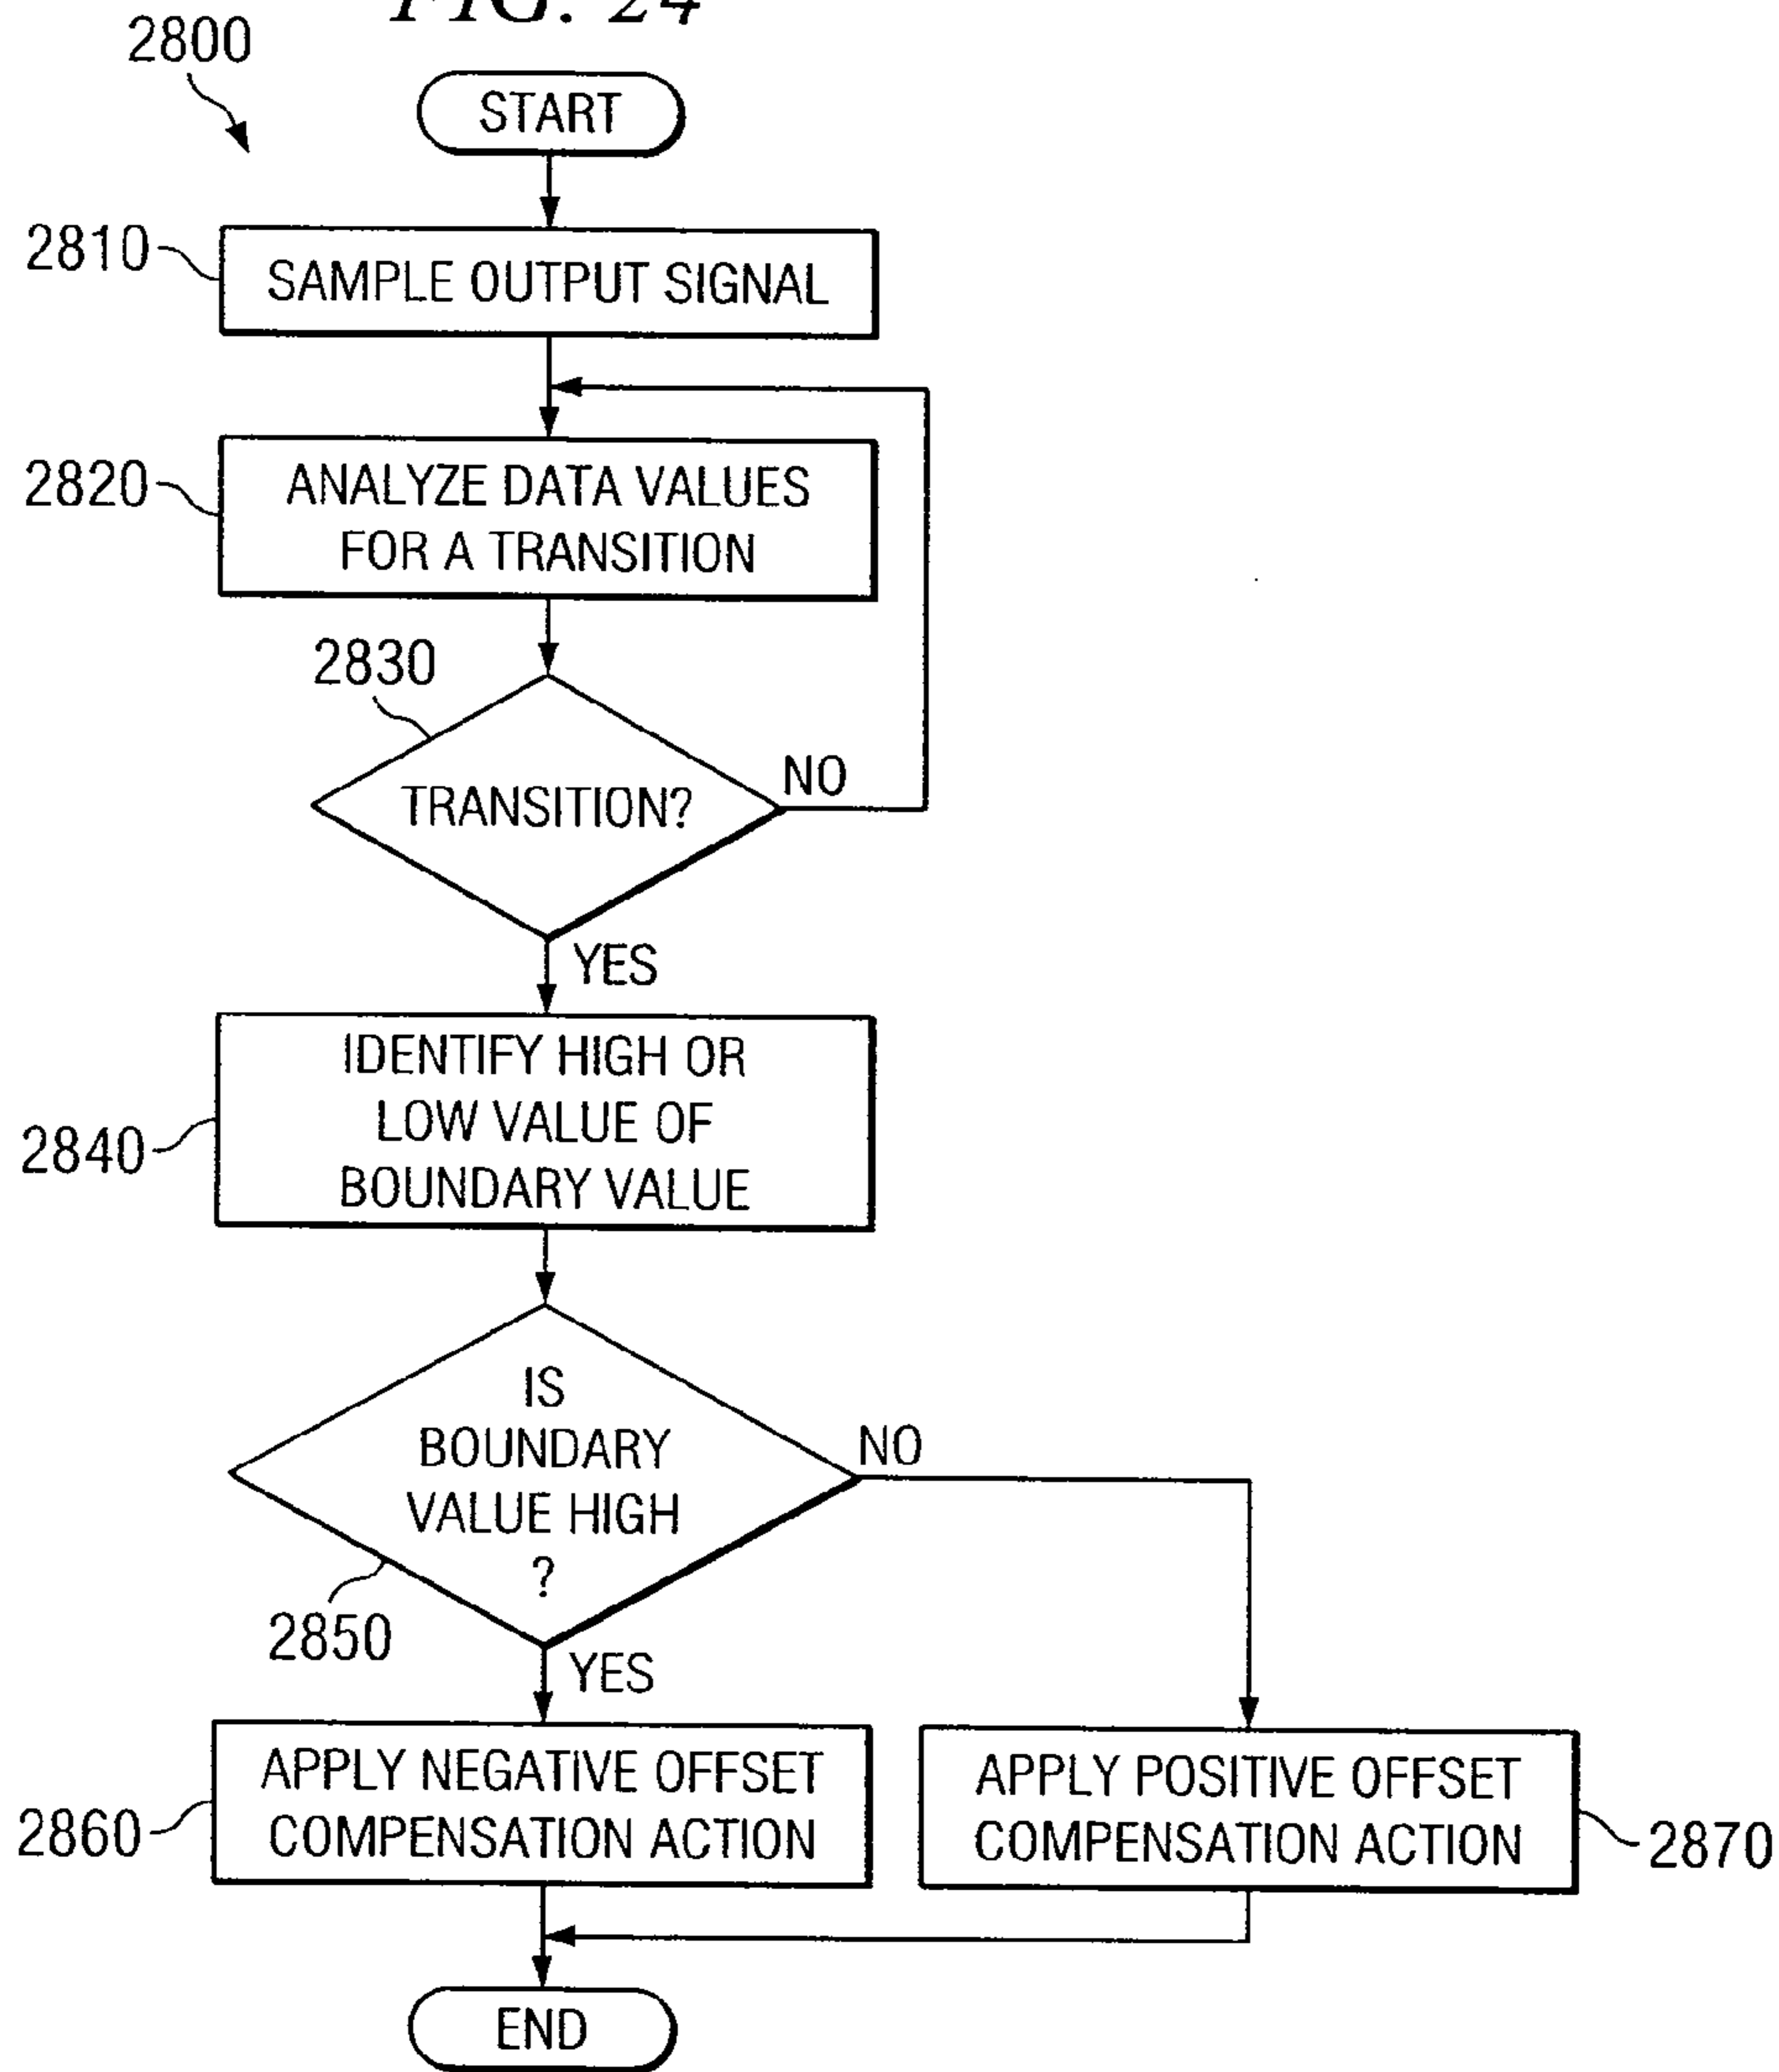 FIG. 24
2800
START
2810
SAMPLE OUTPUT SIGNAL
2820
ANALYZE DATA VALUES
FOR A TRANSITION
2830
TRANSITION?
NO
YES
2840
IDENTIFY HIGH OR
LOW VALUE OF
BOUNDARY VALUE
IS
BOUNDARY
VALUE HIGH
?
NO
2850
YES
2860
APPLY NEGATIVE OFFSET
COMPENSATION ACTION
APPLY POSITIVE OFFSET
COMPENSATION ACTION
2870
END